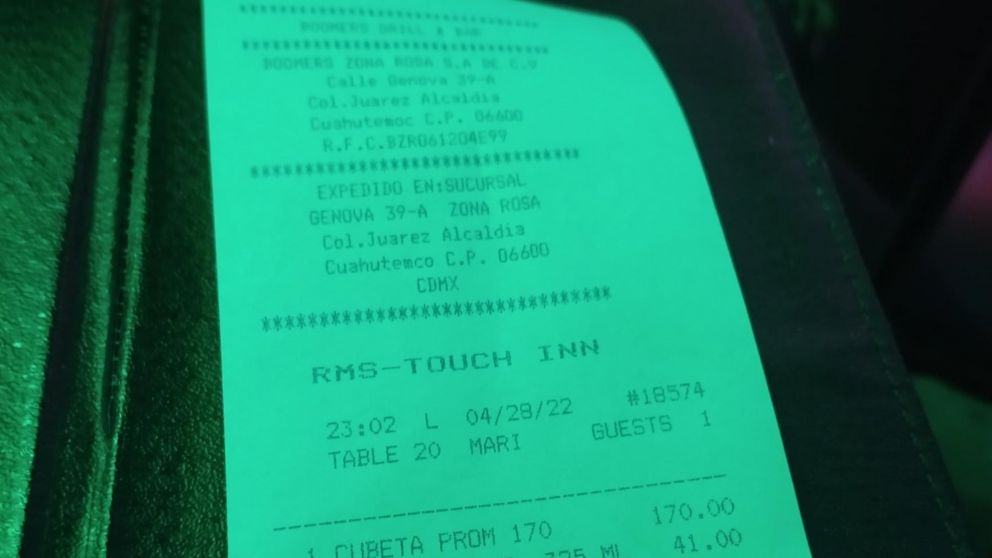 ******************************
BOOMERS GRILL & BAR
******************************
BOOMERS ZONA ROSA S.A DE C.V
Calle Genova 39-A
Col.Juarez Alcaldia
Cuahutemoc C.P. 06600
R.F.C.BZR061204E99
******************************
EXPEDIDO EN:SUCURSAL
GENOVA 39-A ZONA ROSA
Col.Juarez Alcaldia
Cuahutemco C.P. 06600
CDMX
******************************
RMS-TOUCH INN
23:02 L 04/28/22 #18574
TABLE 20 MARI GUESTS 1
------------------------------
1 CUBETA PROM 170 170.00
325 ML 41.00